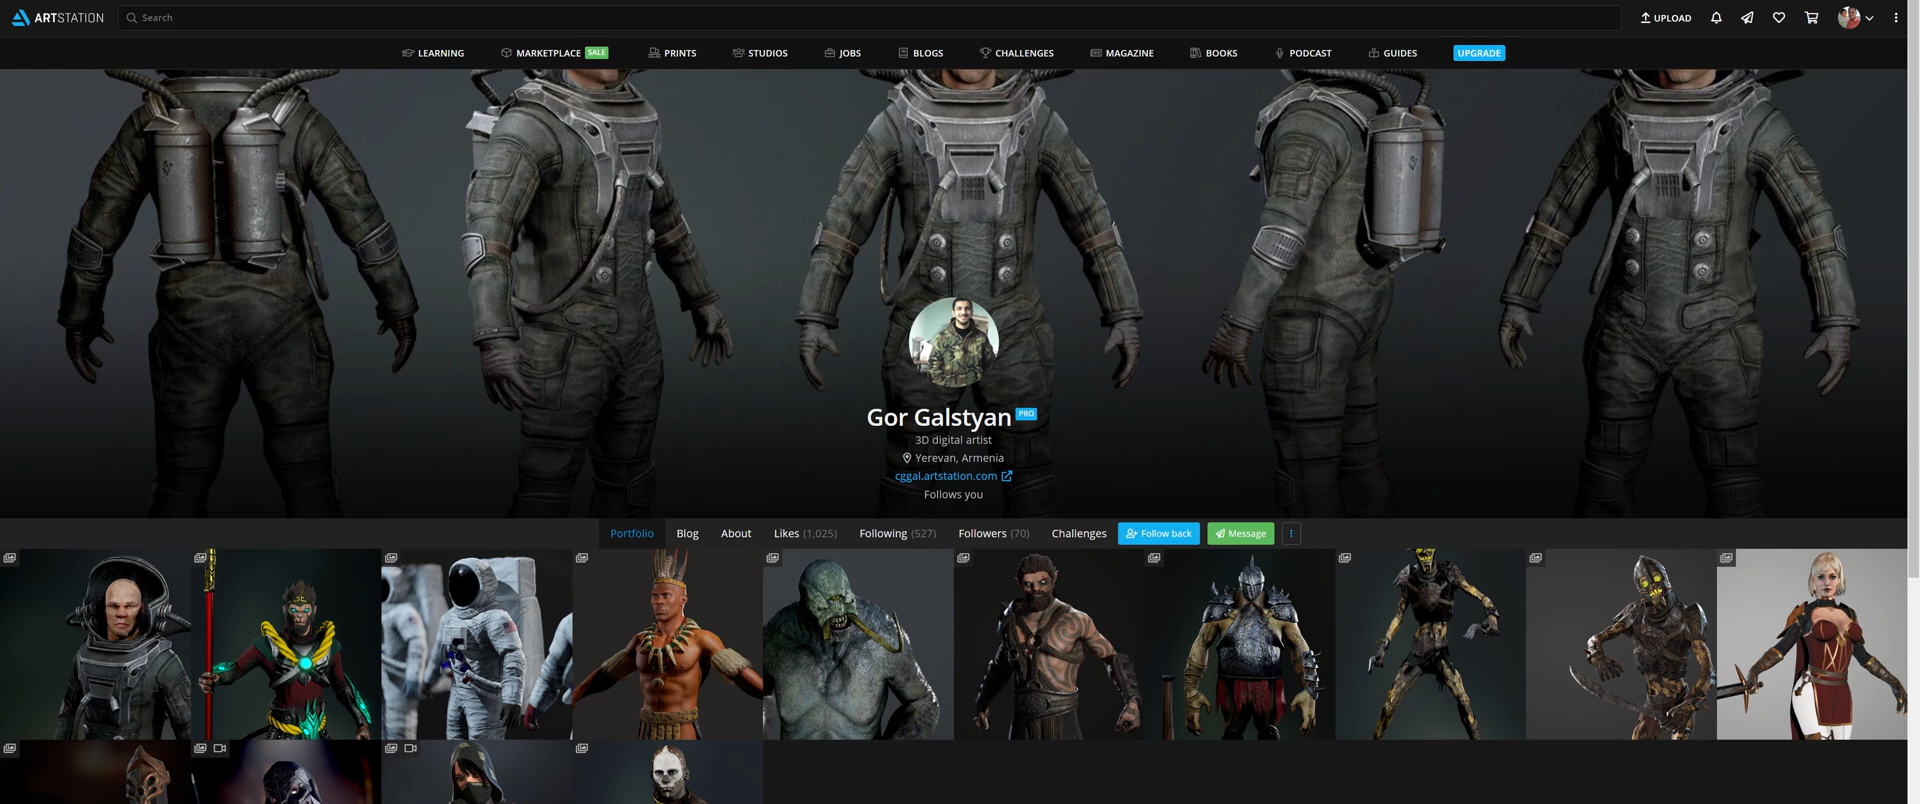 ARTSTATION
Search
UPLOAD
LEARNING
MARKETPLACE SALE
PRINTS
STUDIOS
JOBS
BLOGS
CHALLENGES
MAGAZINE
BOOKS
PODCAST
GUIDES
UPGRADE
Gor Galstyan PRO
3D digital artist
Yerevan, Armenia
cggal.artstation.com
Follows you
Portfolio
Blog
About
Likes (1,025)
Following (527)
Followers (70)
Challenges
Follow back
Message